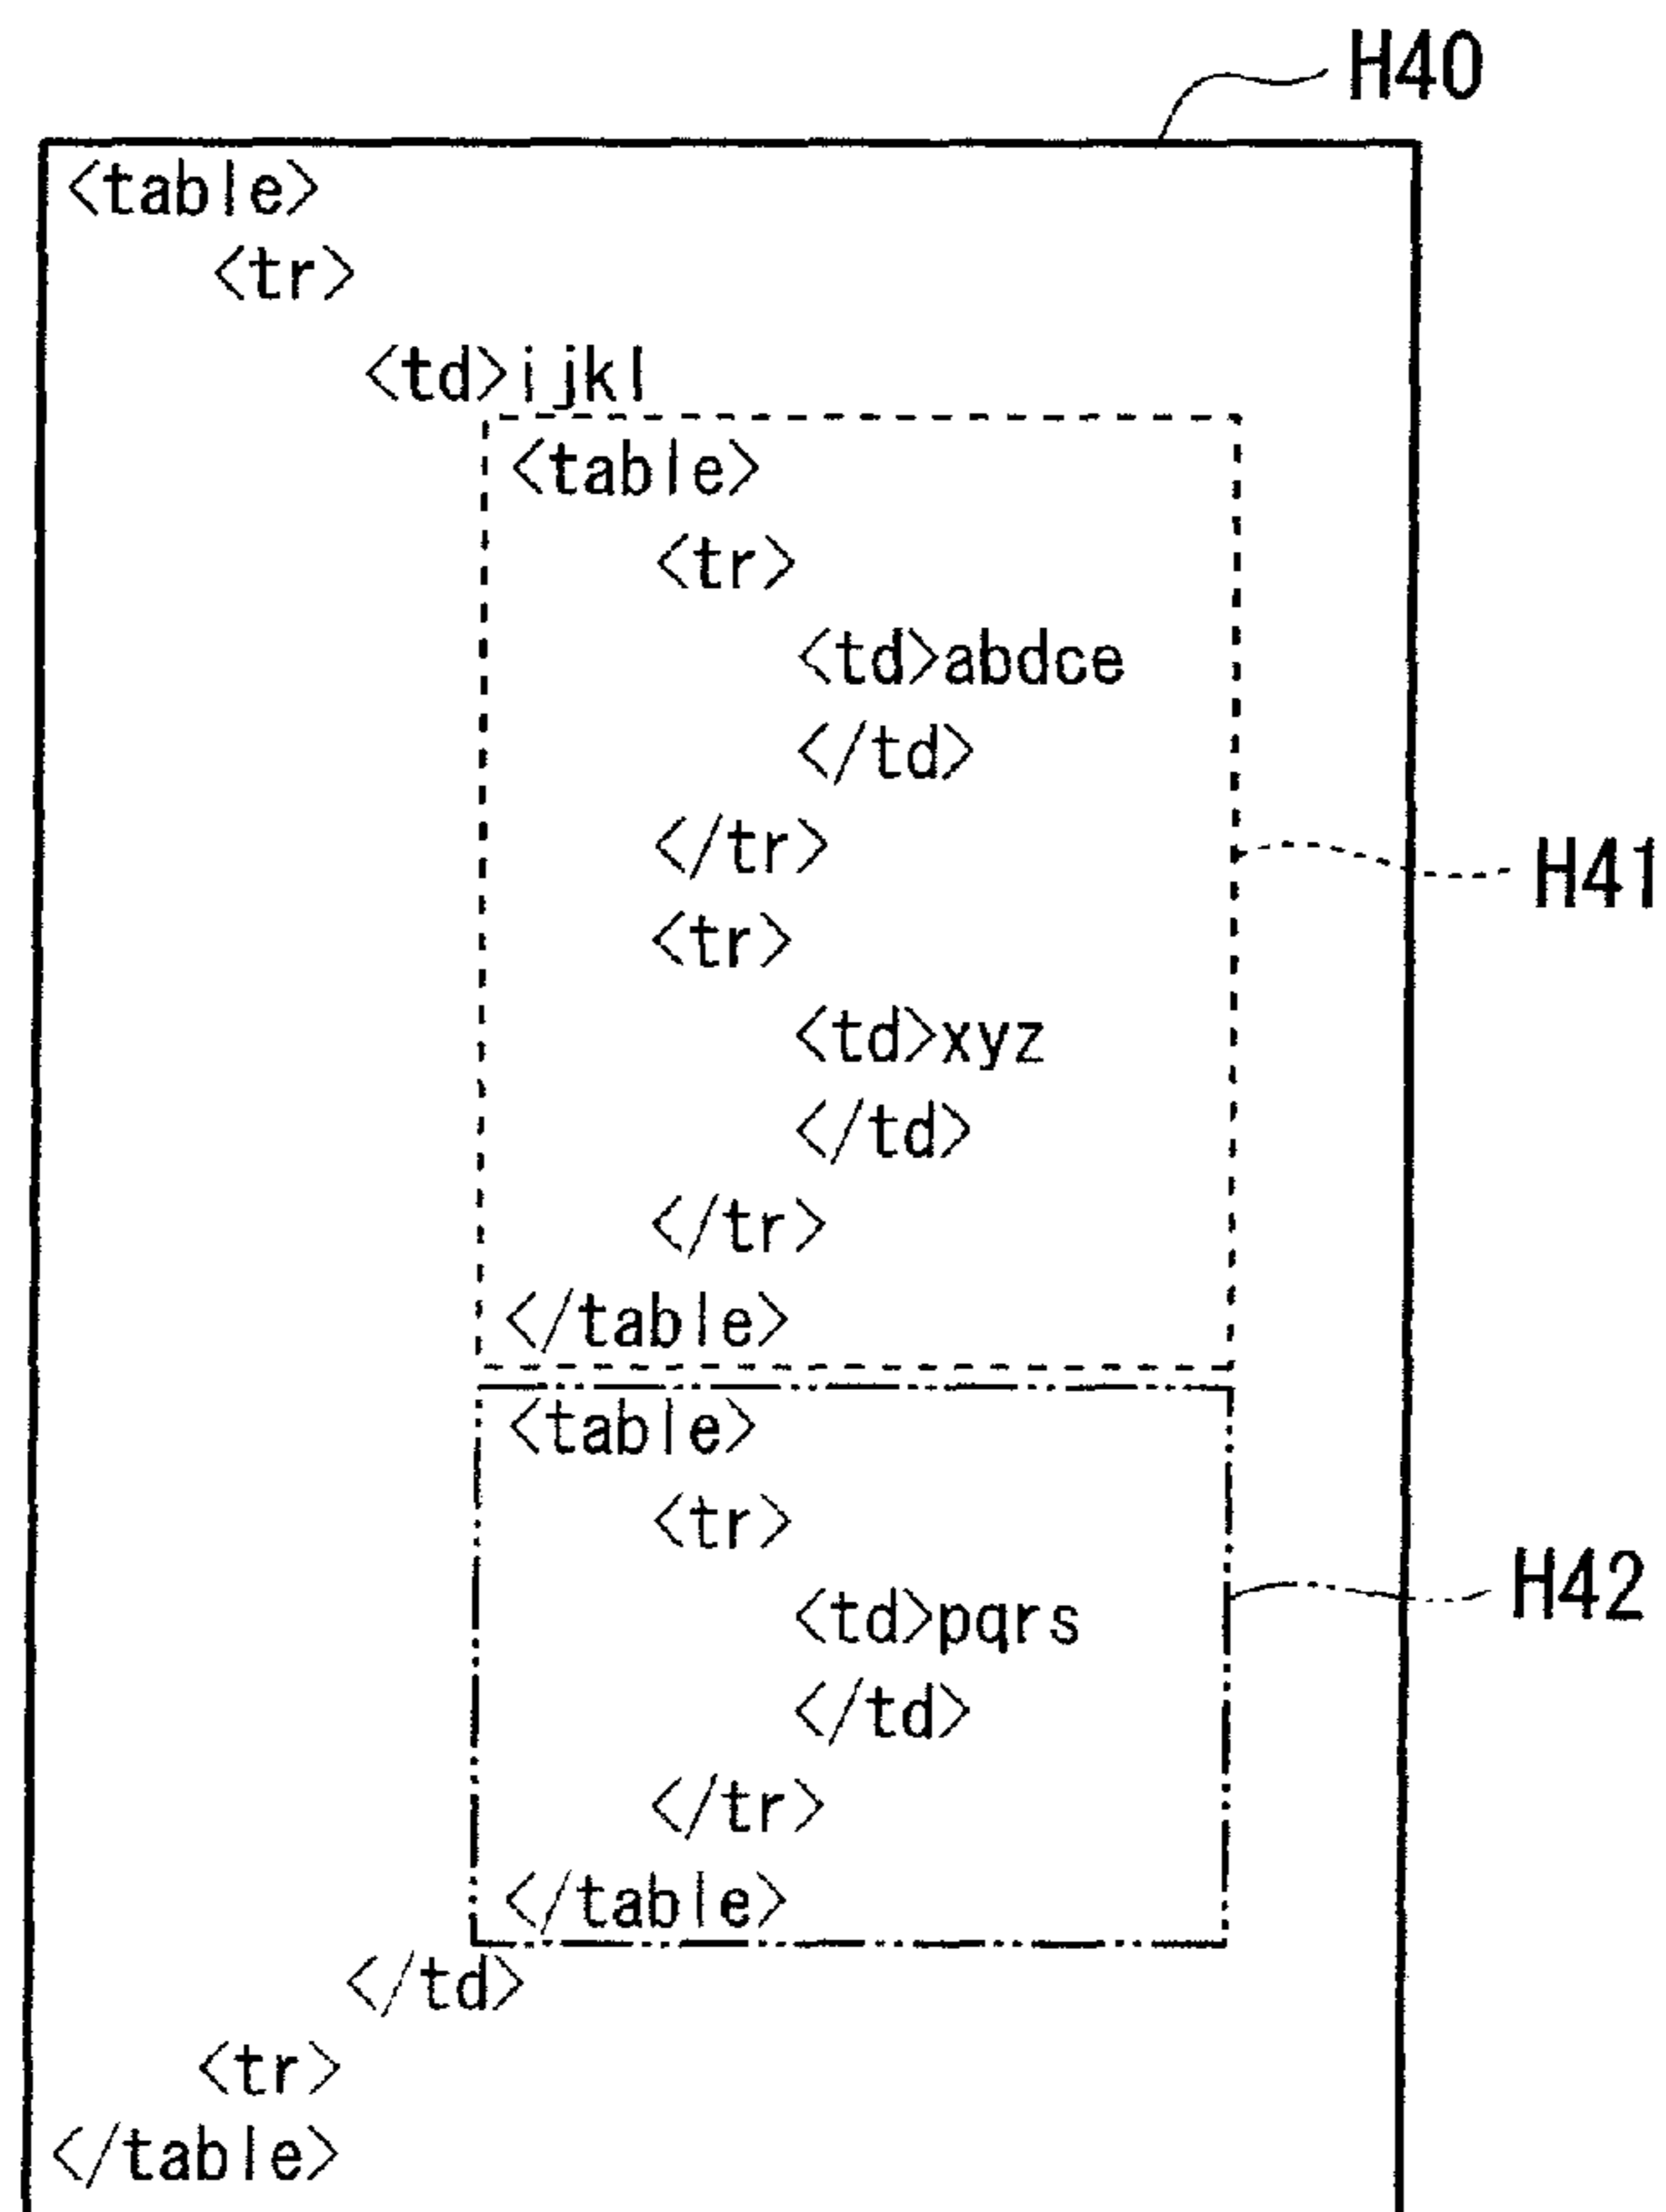 H40
<table>
<tr>
<td>ijkl
<table>
<tr>
<td>abdce
</td>
</tr>
H41
<tr>
<td>xyz
</td>
</tr>
</table>
<table>
<tr>
H42
<td>pqrs
</td>
</tr>
</table>
</td>
<tr>
</table>